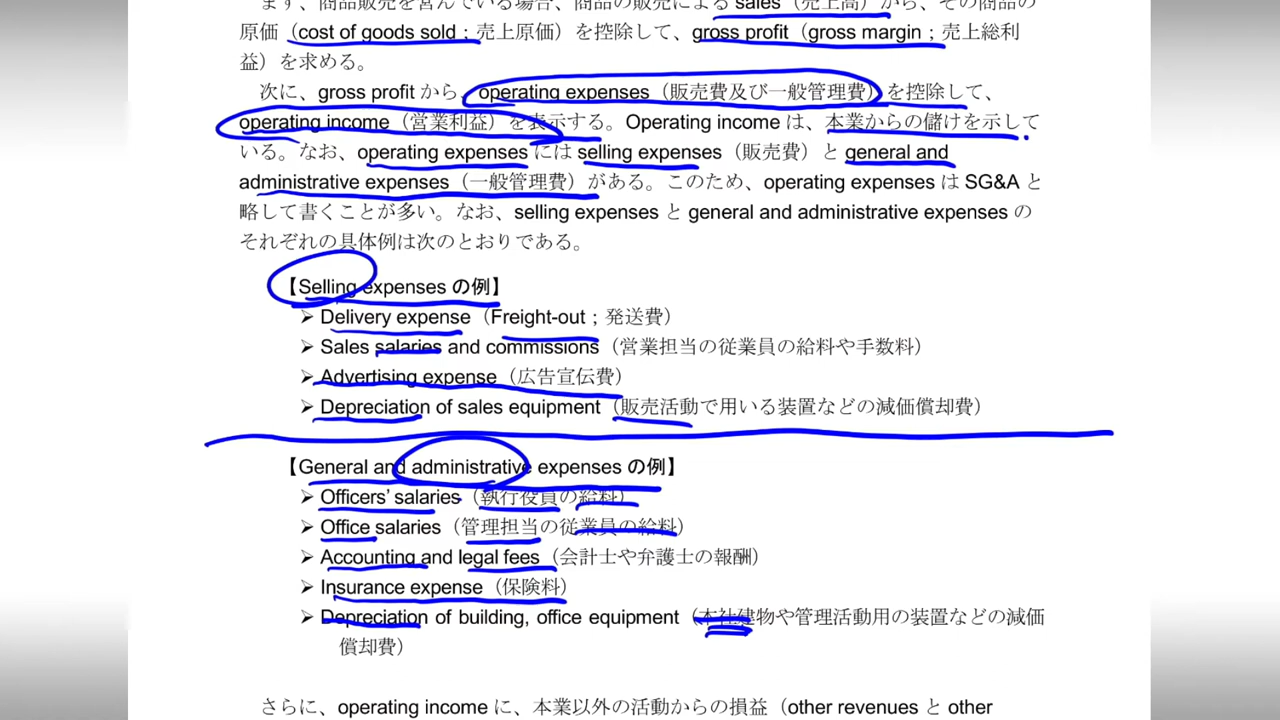 まず、商品販売を営んでいる場合、商品の販売による sales（売上高）から、その商品の
原価（cost of goods sold；売上原価）を控除して、gross profit（gross margin；売上総利
益）を求める。
次に、gross profit から、operating expenses（販売費及び一般管理費）を控除して、
operating income（営業利益）を表示する。Operating income は、本業からの儲けを示して
いる。なお、operating expenses には selling expenses（販売費）と general and
administrative expenses（一般管理費）がある。このため、operating expenses は SG&A と
略して書くことが多い。なお、selling expenses と general and administrative expenses の
それぞれの具体例は次のとおりである。
【Selling expenses の例】
➢ Delivery expense（Freight-out；発送費）
➢ Sales salaries and commissions（営業担当の従業員の給料や手数料）
➢ Advertising expense（広告宣伝費）
➢ Depreciation of sales equipment（販売活動で用いる装置などの減価償却費）
【General and administrative expenses の例】
➢ Officers' salaries（執行役員の給料）
➢ Office salaries（管理担当の従業員の給料）
➢ Accounting and legal fees（会計士や弁護士の報酬）
➢ Insurance expense（保険料）
➢ Depreciation of building, office equipment（本社建物や管理活動用の装置などの減価
償却費）
さらに、operating income に、本業以外の活動からの損益（other revenues と other